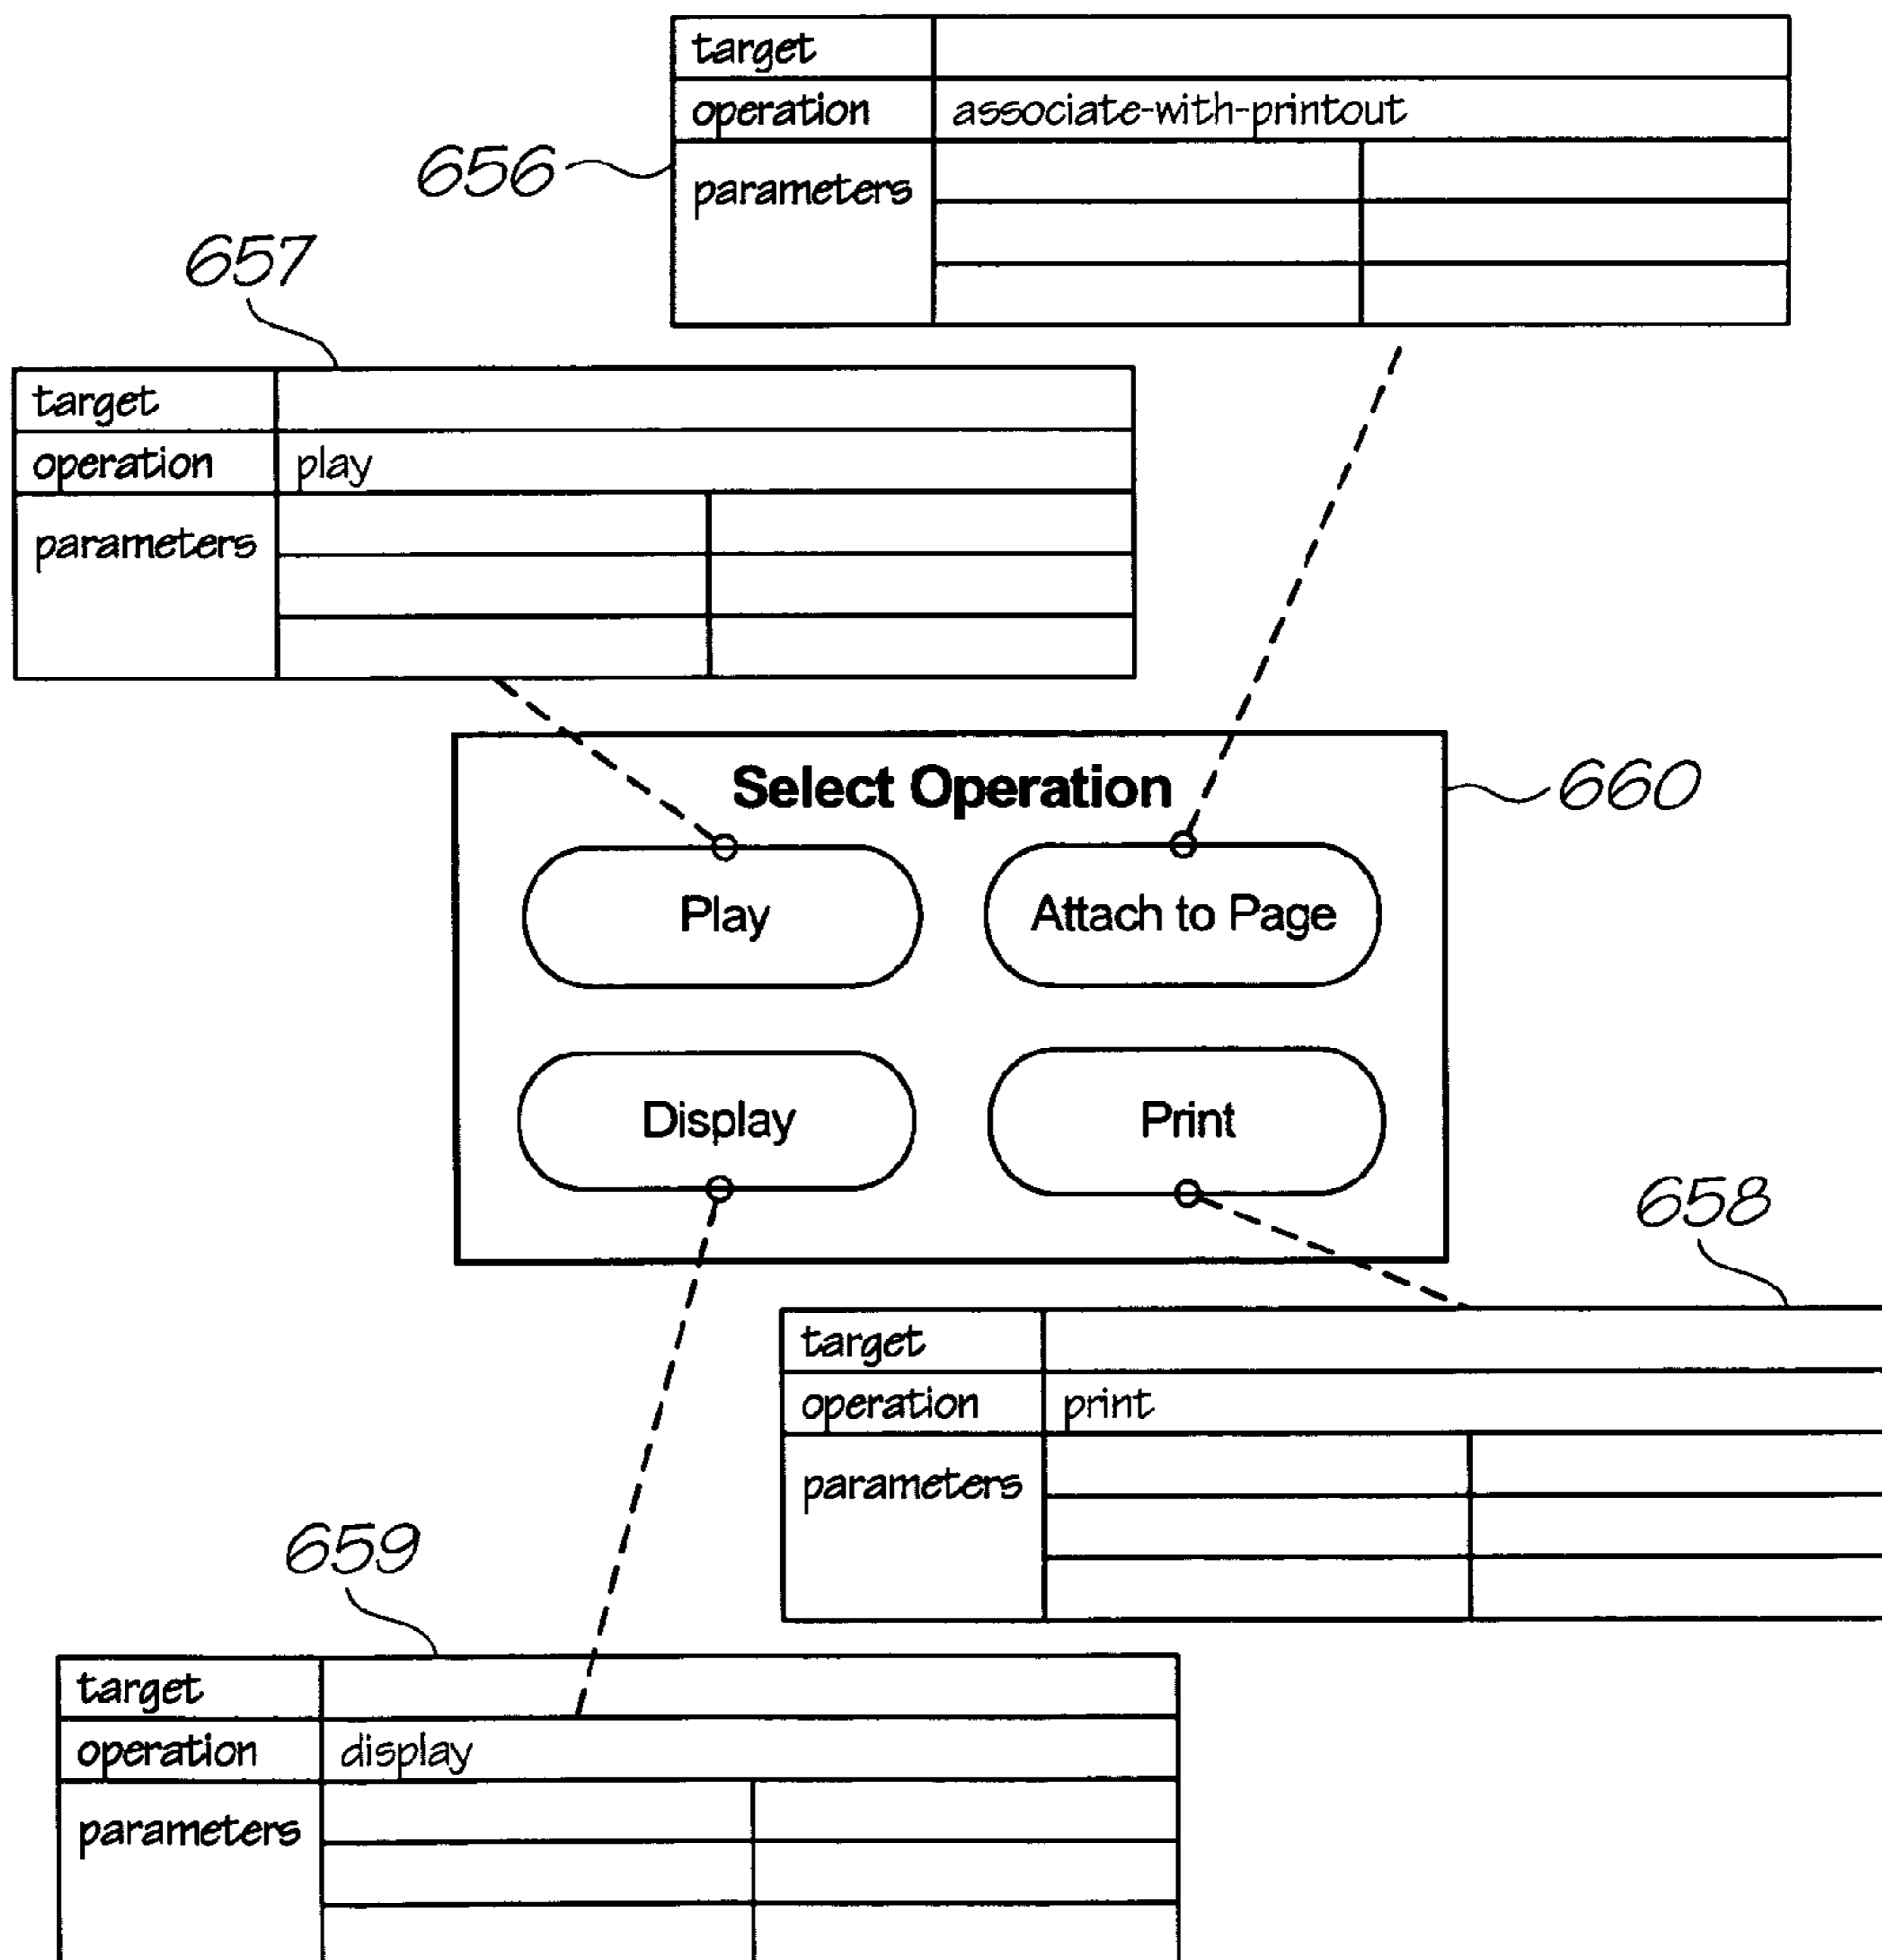 target
operation associate-with-printout
656
parameters
657
target
operation play
parameters
Select Operation
660
Play Attach to Page
Display Print
658
target
operation print
parameters
659
target
operation display
parameters